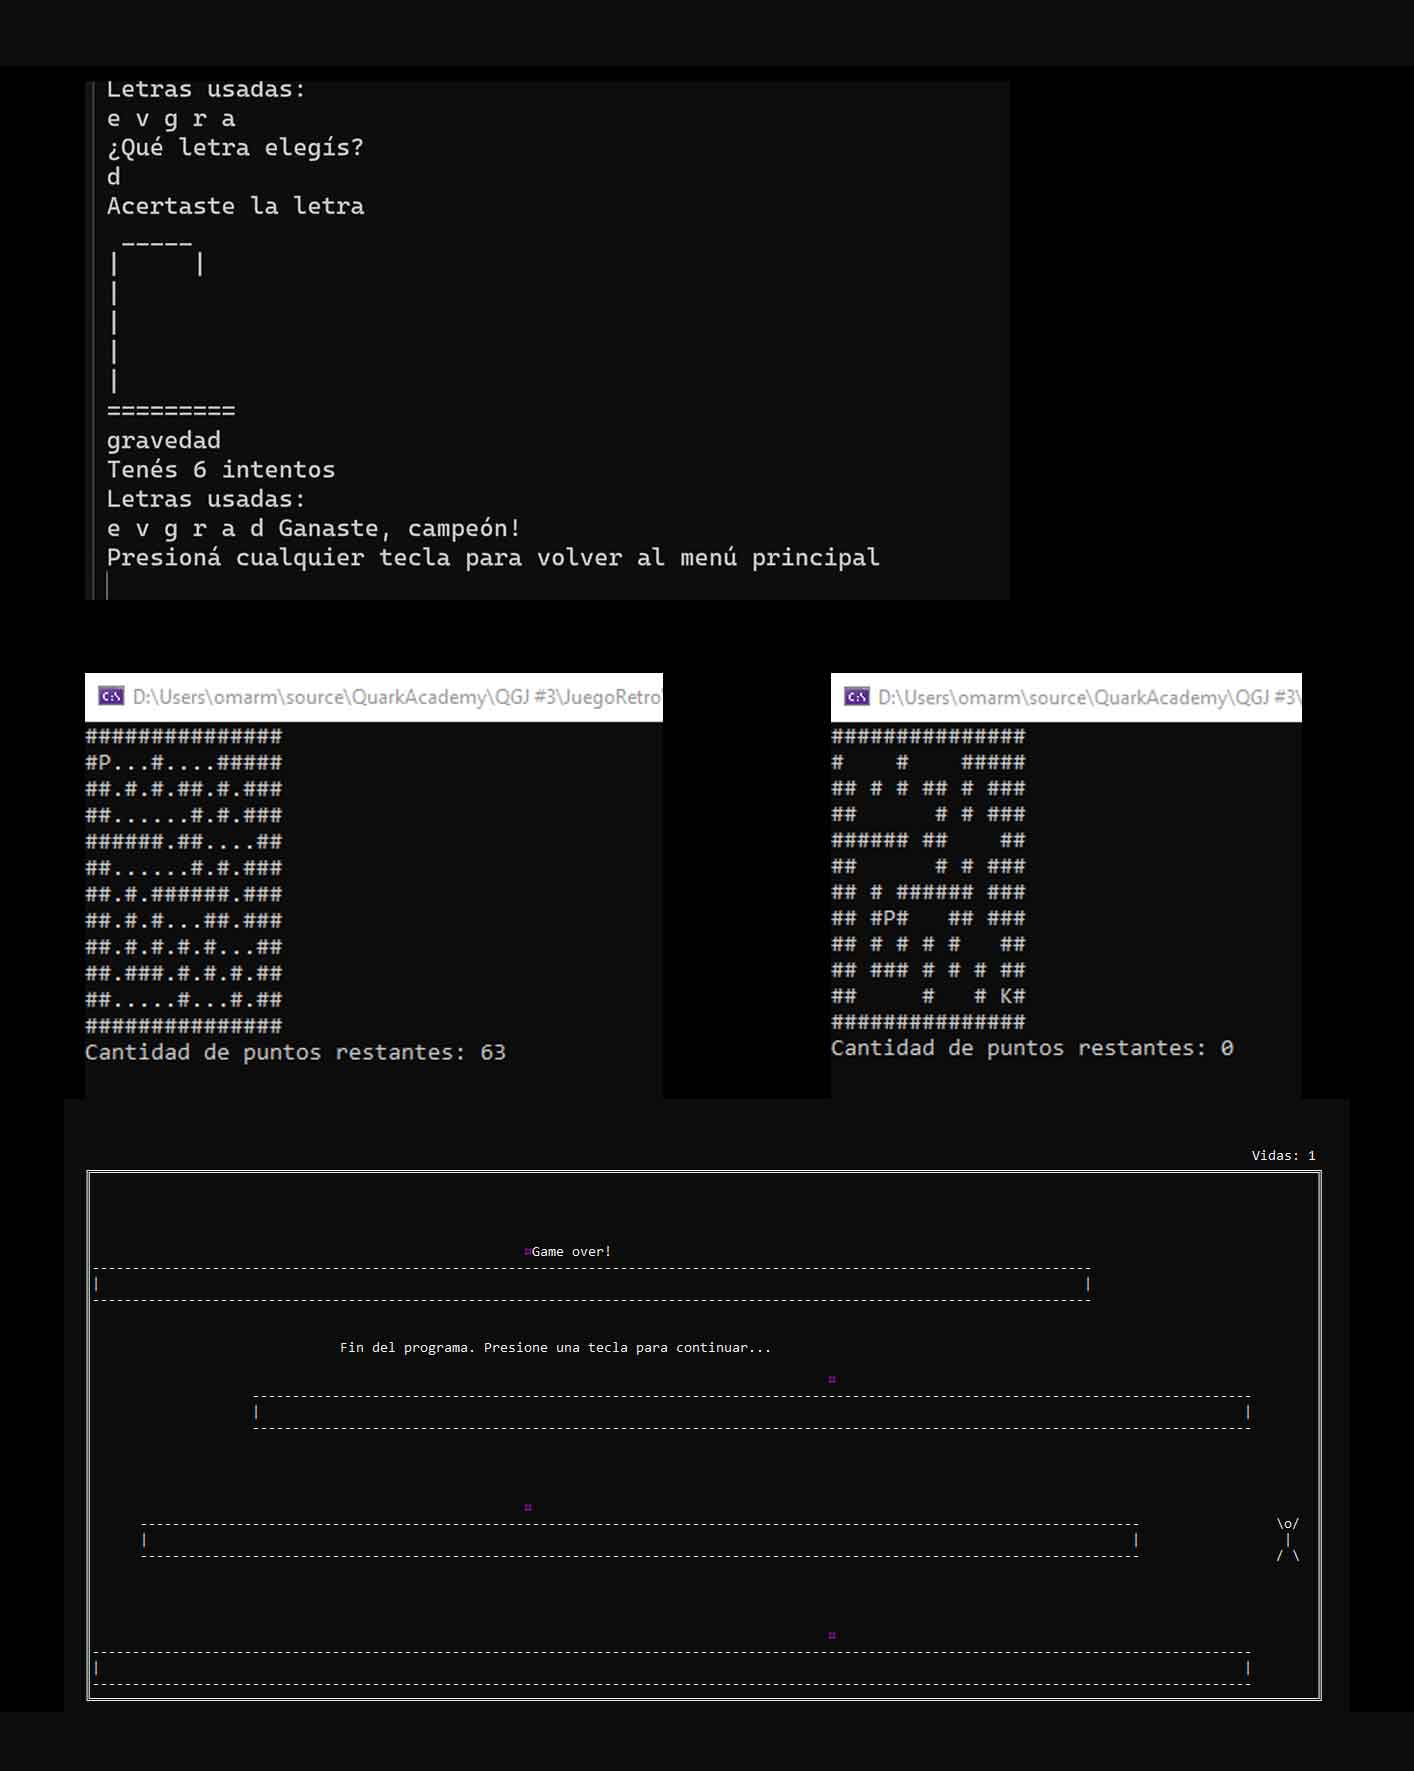 Letras usadas:
e v g r a
¿Qué letra elegís?
d
Acertaste la letra
 _____
|     |
|
|
|
|
=========
gravedad
Tenés 6 intentos
Letras usadas:
e v g r a d Ganaste, campeón!
Presioná cualquier tecla para volver al menú principal
D:\Users\omarm\source\QuarkAcademy\QGJ #3\JuegoRetro
###############
#P...#....#####
##.#.#.##.#.###
##......#.#.###
######.##....##
##......#.#.###
##.#.######.###
##.#.#...##.###
##.#.#.#.#...##
##.###.#.#.#.##
##.....#...#.##
###############
Cantidad de puntos restantes: 63
D:\Users\omarm\source\QuarkAcademy\QGJ #3\
###############
#    #    #####
## # # ## # ###
##      # # ###
###### ##    ##
##      # # ###
## # ###### ###
## #P#   ## ###
## # # # #   ##
## ### # # # ##
##     #   # K#
###############
Cantidad de puntos restantes: 0
Vidas: 1
¤Game over!
Fin del programa. Presione una tecla para continuar...
¤
¤
\o/
|
/ \
¤